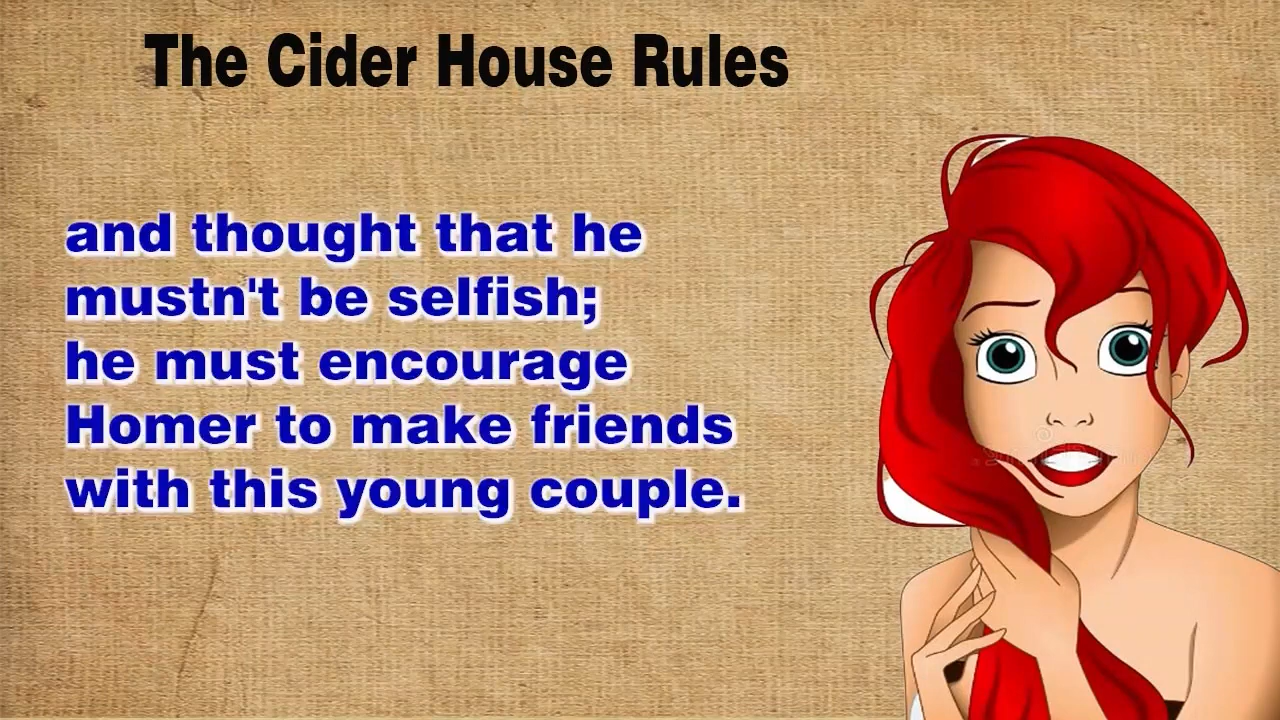 The Cider House Rules
and thought that he
mustn't be selfish;
he must encourage
Homer to make friends
with this young couple.